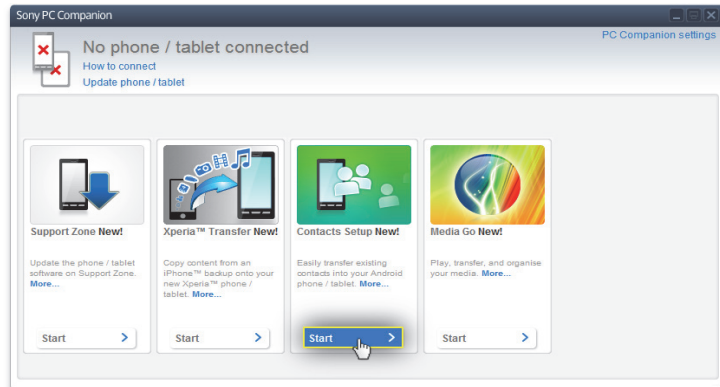 Sony PC Companion
No phone / tablet connected
PC Companion settings
How to connect
Update phone / tablet
Support Zone New!
Update the phone / tablet
software on Support Zone.
More...
Start
Xperia™ Transfer New!
Copy content from an
iPhone™ backup onto your
new Xperia™ phone /
tablet. More...
Start
Contacts Setup New!
Easily transfer existing
contacts into your Android
phone / tablet. More...
Start
Media Go New!
Play, transfer, and organise
your media. More...
Start